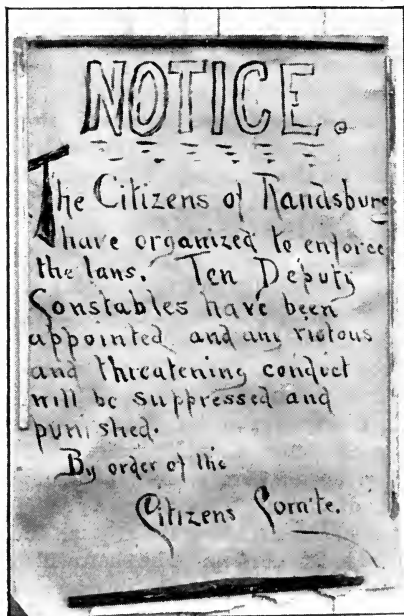 NOTICE.
The Citizens of Randsburg
have organized to enforce
the laws. Ten Deputy
Constables have been
appointed and any riotous
and threatening conduct
will be suppressed and
punished.
By order of the
Citizens Com'te.